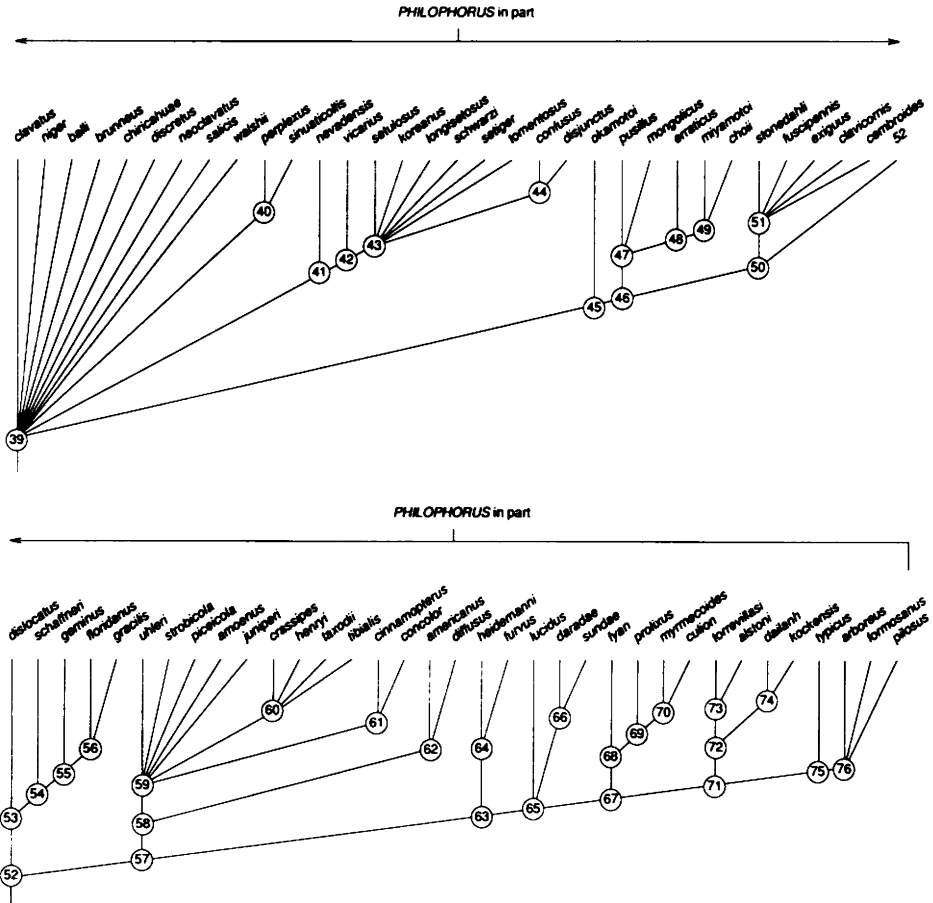 PHILOPHORUS in part
clavatus
niger
balli
brunneus
chiricahuae
discretus
neoclavatus
salicis
walshii
perplexus
sinuaticollis
nevadensis
vicarius
setulosus
koreanus
longisetosus
schwarzi
setiger
tomentosus
confusus
disjunctus
okamotoi
pusillus
mongolicus
erraticus
miyamotoi
choii
stonedahli
fuscipennis
exiguus
clavicornis
cembroides
52
40
44
43
42
41
47
48
49
51
50
45
46
39
PHILOPHORUS in part
dislocatus
schaffneri
geminus
floridanus
gracilis
uhleri
strobicola
piceicola
amoenus
juniperi
crassipes
henryi
taxodii
tibialis
cinnamopterus
concolor
americanus
diffusus
heidemanni
furvus
lucidus
daradae
sundae
lyan
prolixus
myrmecoides
culion
torrevillasi
alstoni
dailanh
kockensis
typicus
arboreus
formosanus
pilosus
60
61
62
64
66
70
69
68
73
74
72
56
55
54
53
59
58
57
63
65
67
71
75
76
52